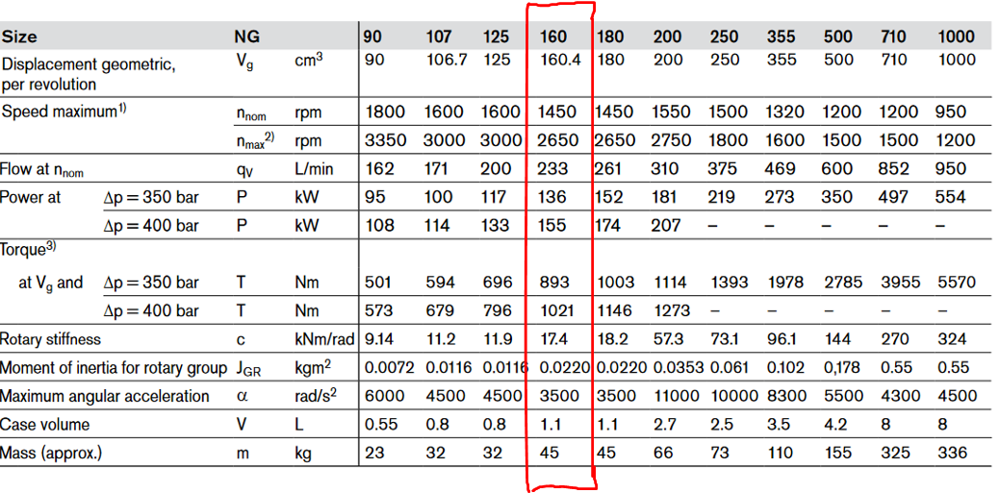 Size NG 90 107 125 160 180 200 250 355 500 710 1000
Displacement geometric, Vg cm3 90 106.7 125 160.4 180 200 250 355 500 710 1000
per revolution
Speed maximum1) nnom rpm 1800 1600 1600 1450 1450 1550 1500 1320 1200 1200 950
nmax2) rpm 3350 3000 3000 2650 2650 2750 1800 1600 1500 1500 1200
Flow at nnom qV L/min 162 171 200 233 261 310 375 469 600 852 950
Power at Δp = 350 bar P kW 95 100 117 136 152 181 219 273 350 497 554
Δp = 400 bar P kW 108 114 133 155 174 207 – – – – –
Torque3)
at Vg and Δp = 350 bar T Nm 501 594 696 893 1003 1114 1393 1978 2785 3955 5570
Δp = 400 bar T Nm 573 679 796 1021 1146 1273 – – – – –
Rotary stiffness c kNm/rad 9.14 11.2 11.9 17.4 18.2 57.3 73.1 96.1 144 270 324
Moment of inertia for rotary group JGR kgm2 0.0072 0.0116 0.0116 0.0220 0.0220 0.0353 0.061 0.102 0,178 0.55 0.55
Maximum angular acceleration α rad/s2 6000 4500 4500 3500 3500 11000 10000 8300 5500 4300 4500
Case volume V L 0.55 0.8 0.8 1.1 1.1 2.7 2.5 3.5 4.2 8 8
Mass (approx.) m kg 23 32 32 45 45 66 73 110 155 325 336